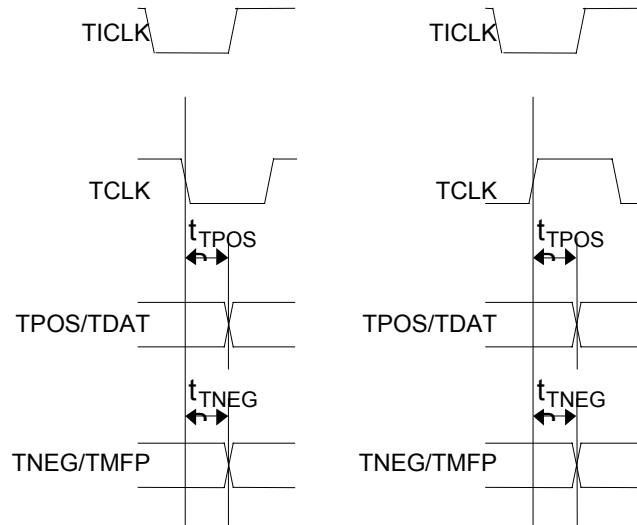 TICLK TICLK
TCLK TCLK
tTPOS tTPOS
TPOS/TDAT TPOS/TDAT
tTNEG tTNEG
TNEG/TMFP TNEG/TMFP